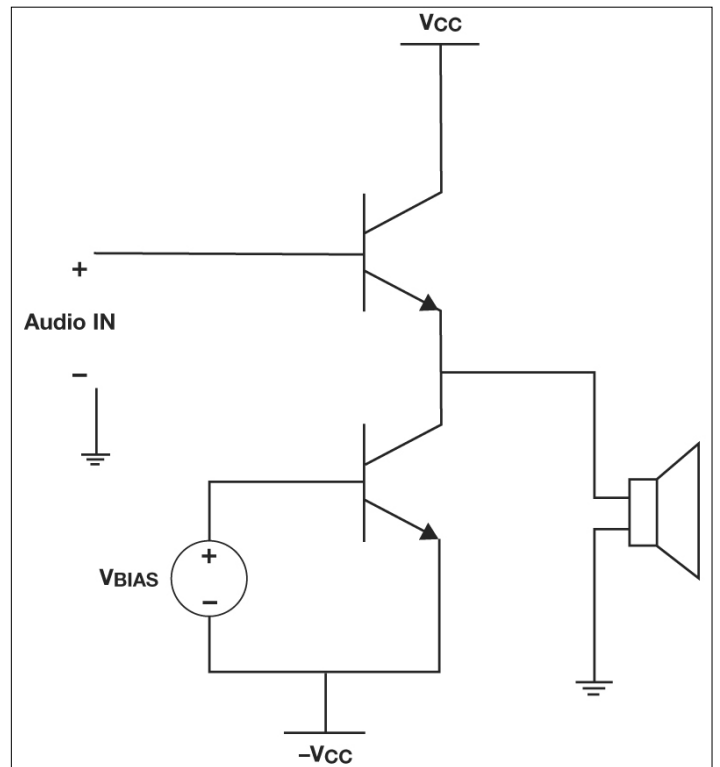 VCC
+
Audio IN
–
+
VBIAS
–
–VCC